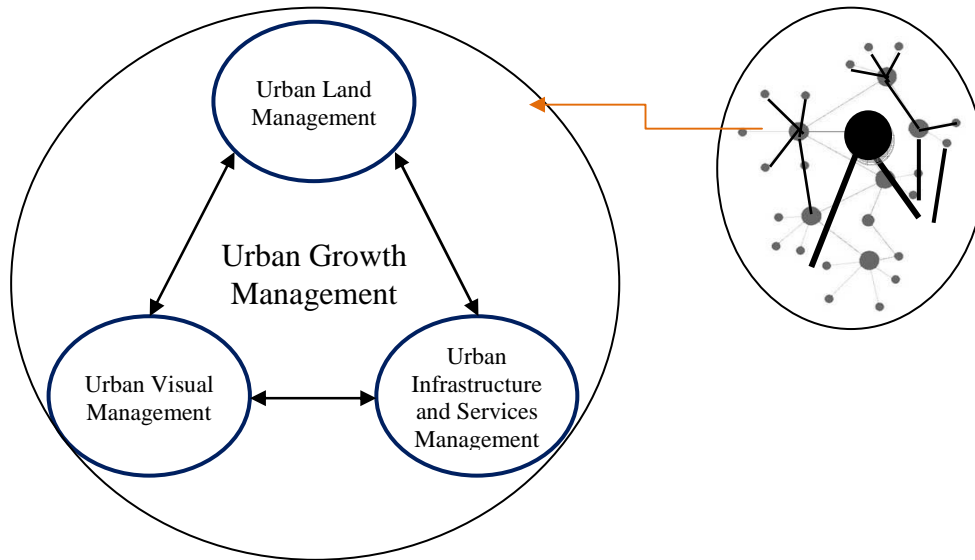 Urban Land
Management
Urban Growth
Management
Urban Visual
Management
Urban
Infrastructure
and Services
Management